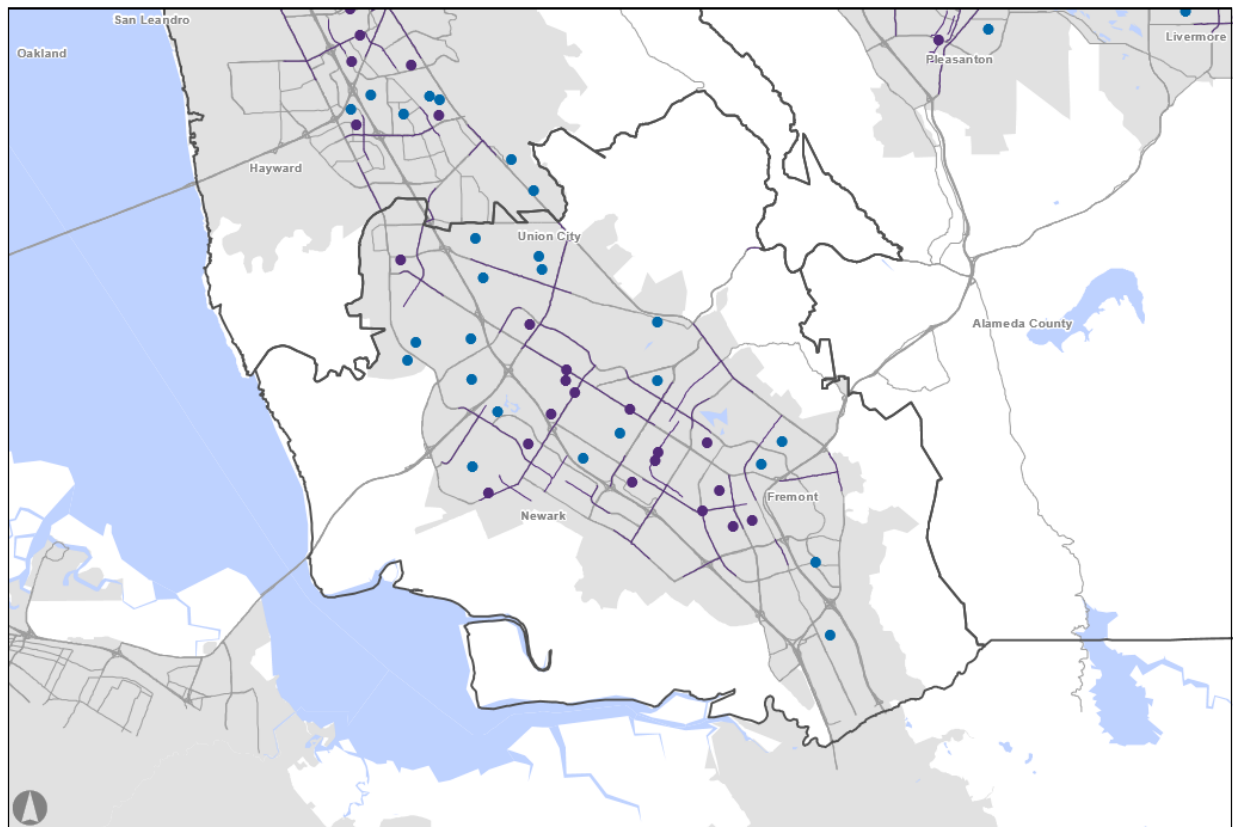 San Leandro
Oakland
Livermore
Pleasanton
Hayward
Union City
Alameda County
Fremont
Newark